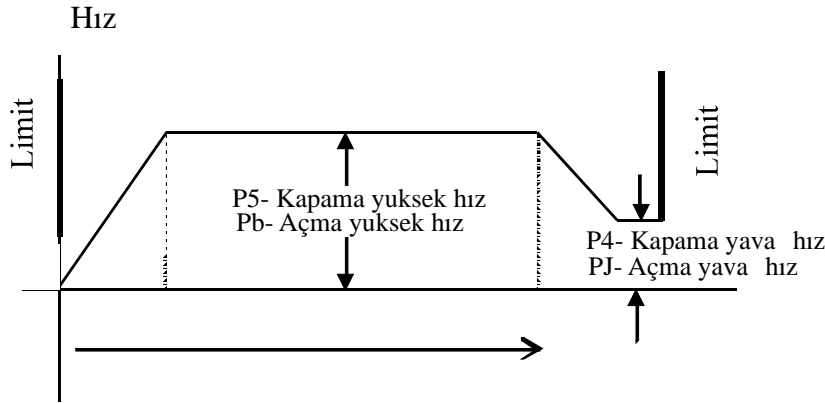 Hız
Limit
Limit
P5- Kapama yuksek hız
Pb- Açma yuksek hız
P4- Kapama yava hız
PJ- Açma yava hız